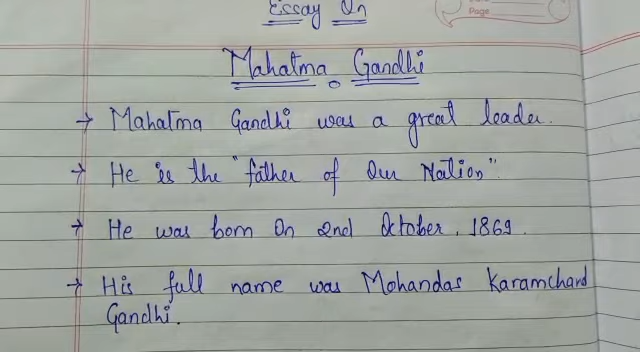 Essay On
Page
Mahatma Gandhi
→ Mahatma Gandhi was a great leader.
→ He is the "father of Our Nation".
→ He was born On 2nd October, 1869.
→ His full name was Mohandas Karamchand
Gandhi.